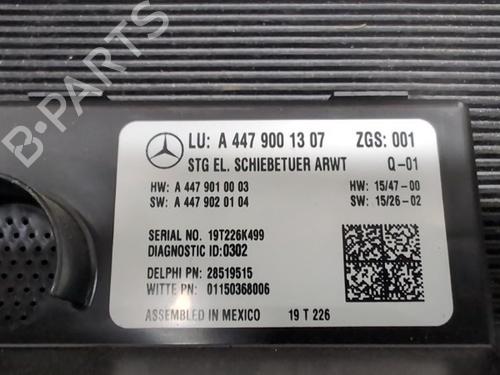 B-PARTS
LU: A 447 900 13 07 ZGS: 001
STG EL. SCHIEBETUER ARWT Q-01
HW: A 447 901 00 03 HW: 15/47-00
SW: A 447 902 01 04 SW: 15/26-02
SERIAL NO. 19T226K499
DIAGNOSTIC ID:0302
DELPHI PN: 28519515
WITTE PN: 01150368006
ASSEMBLED IN MEXICO 19 T 226